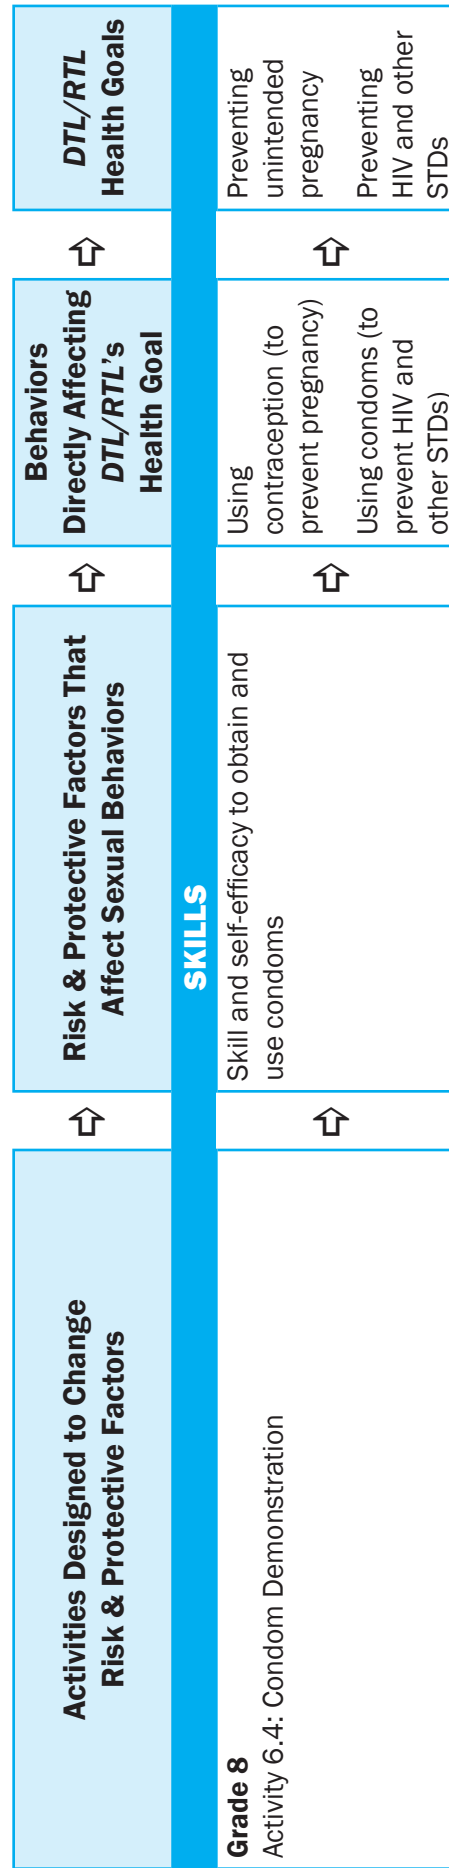 Activities Designed to Change
Risk & Protective Factors
Risk & Protective Factors That
Affect Sexual Behaviors
Behaviors
Directly Affecting
DTL/RTL's
Health Goal
DTL/RTL
Health Goals
SKILLS
Grade 8
Activity 6.4: Condom Demonstration
Skill and self-efficacy to obtain and
use condoms
Using
contraception (to
prevent pregnancy)
Using condoms (to
prevent HIV and
other STDs)
Preventing
unintended
pregnancy
Preventing
HIV and other
STDs